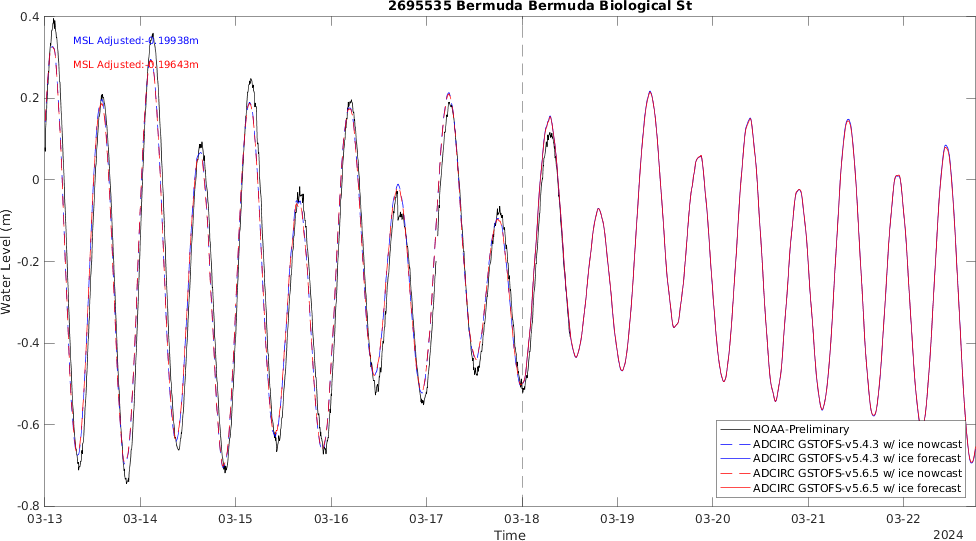 2695535 Bermuda Bermuda Biological St
MSL Adjusted:-0.19938m
MSL Adjusted:-0.19643m
Water Level (m)
0.4
0.2
0
-0.2
-0.4
-0.6
-0.8
NOAA-Preliminary
ADCIRC GSTOFS-v5.4.3 w/ ice nowcast
ADCIRC GSTOFS-v5.4.3 w/ ice forecast
ADCIRC GSTOFS-v5.6.5 w/ ice nowcast
ADCIRC GSTOFS-v5.6.5 w/ ice forecast
03-13 03-14 03-15 03-16 03-17 03-18 03-19 03-20 03-21 03-22
Time
2024